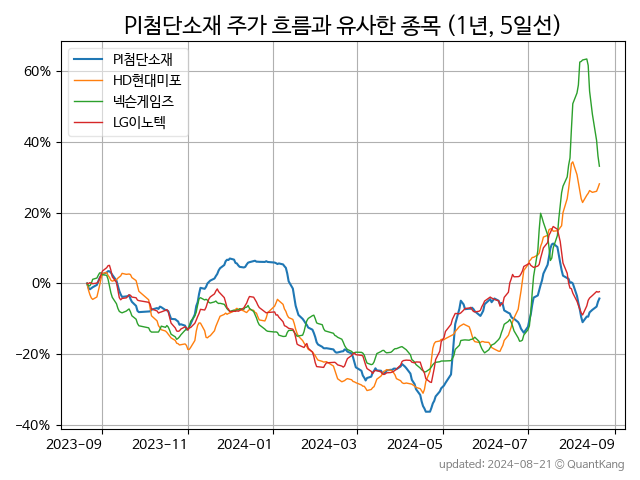 PI첨단소재 주가 흐름과 유사한 종목 (1년, 5일선)
PI첨단소재
HD현대미포
넥슨게임즈
LG이노텍
60%
40%
20%
0%
−20%
−40%
2023-09 2023-11 2024-01 2024-03 2024-05 2024-07 2024-09
updated: 2024-08-21 © QuantKang